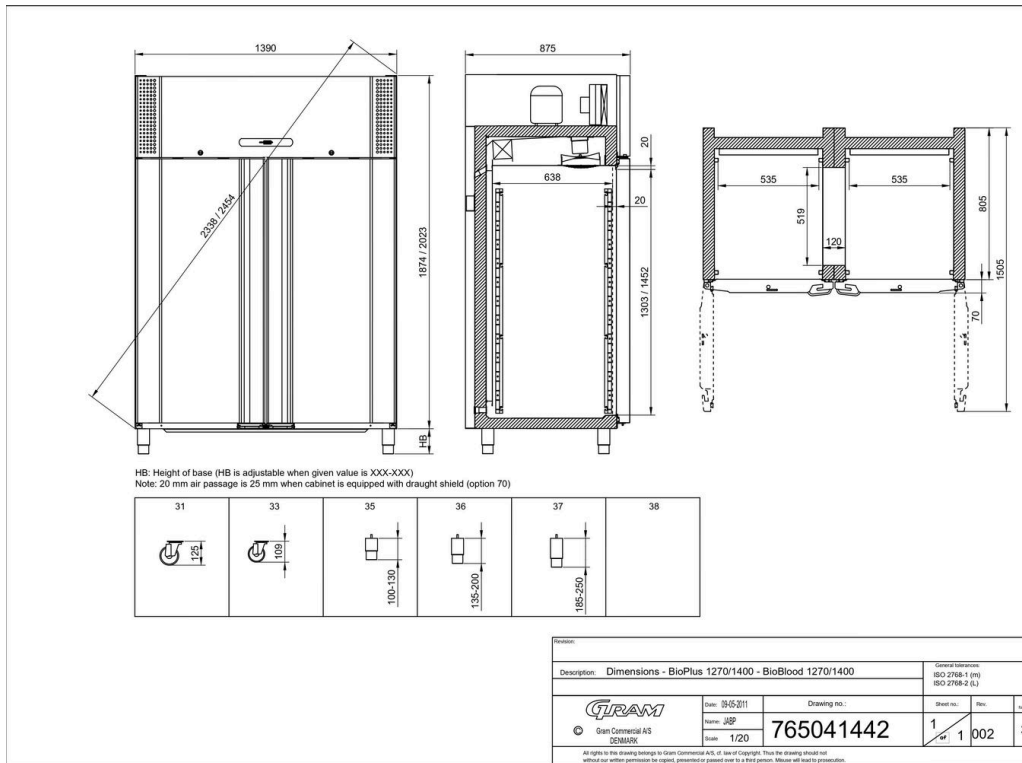 1390
875
2338 / 2454
1874 / 2023
HB
20
638
20
1303 / 1452
535
535
519
120
805
1505
70
HB: Height of base (HB is adjustable when given value is XXX-XXX)
Note: 20 mm air passage is 25 mm when cabinet is equipped with draught shield (option 70)
31
33
35
36
37
38
125
109
100-130
135-200
185-250
Revision:
Description: Dimensions - BioPlus 1270/1400 - BioBlood 1270/1400
General tolerances:
ISO 2768-1 (m)
ISO 2768-2 (L)
GRAM
© Gram Commercial A/S
DENMARK
Date: 09-05-2011
Name: JABP
Scale 1/20
Drawing no.:
765041442
Sheet no.:
1 of 1
Rev.
002
All rights to this drawing belongs to Gram Commercial A/S, cf. law of Copyright. Thus the drawing should not
without our written permission be copied, presented or passed over to a third person. Misuse will lead to prosecution.